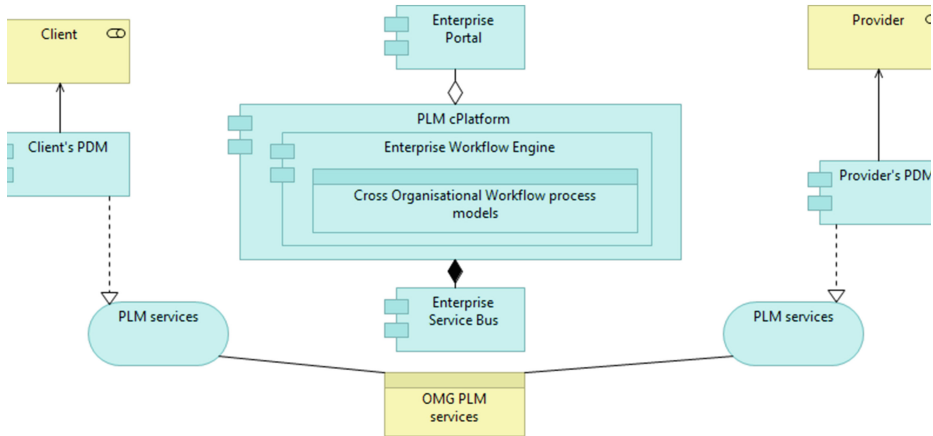 Client
Enterprise
Portal
Provider
PLM cPlatform
Enterprise Workflow Engine
Cross Organisational Workflow process
models
Client's PDM
Provider's PDM
PLM services
Enterprise
Service Bus
PLM services
OMG PLM
services